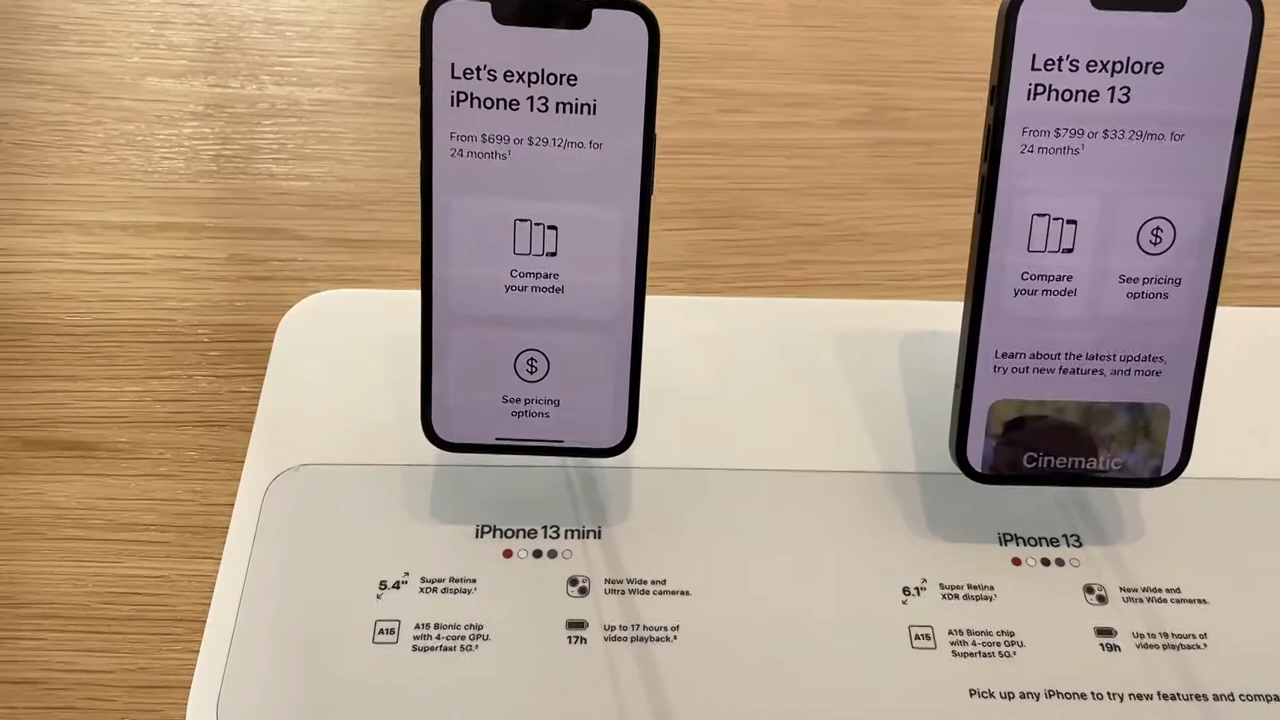 Let's explore
iPhone 13 mini
From $699 or $29.12/mo. for
24 months¹
Compare
your model
$
See pricing
options
Let's explore
iPhone 13
From $799 or $33.29/mo. for
24 months¹
Compare
your model
$
See pricing
options
Learn about the latest updates,
try out new features, and more.
Cinematic
iPhone 13 mini
5.4"
Super Retina
XDR display.¹
New Wide and
Ultra Wide cameras.
A15
A15 Bionic chip
with 4-core GPU.
Superfast 5G.²
17h
Up to 17 hours of
video playback.³
iPhone 13
6.1"
Super Retina
XDR display.¹
New Wide and
Ultra Wide cameras.
A15
A15 Bionic chip
with 4-core GPU.
Superfast 5G.²
19h
Up to 19 hours of
video playback.³
Pick up any iPhone to try new features and